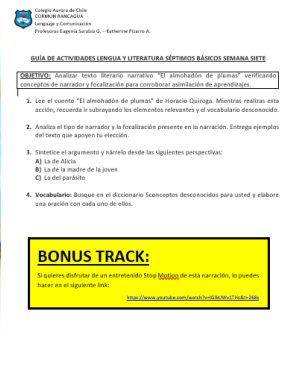 Colegio Aurora de Chile
CORMUN RANCAGUA
Lenguaje y Comunicación
Profesoras Eugenia Sarabia G. – Katherine Pizarro A.
GUÍA DE ACTIVIDADES LENGUA Y LITERATURA SÉPTIMOS BÁSICOS SEMANA SIETE
OBJETIVO: Analizar texto literario narrativo "El almohadón de plumas" verificando
conceptos de narrador y focalización para corroborar asimilación de aprendizajes.
1. Lee el cuento "El almohadón de plumas" de Horacio Quiroga. Mientras realizas esta
acción, recuerda ir subrayando los elementos relevantes y el vocabulario desconocido.
2. Analiza el tipo de narrador y la focalización presente en la narración. Entrega ejemplos
del texto que apoyen tu elección.
3. Sintetice el argumento y nárrelo desde las siguientes perspectivas:
A) La de Alicia
B) La de la madre de la joven
C) La del parásito
4. Vocabulario: Busque en el diccionario 5conceptos desconocidos para usted y elabore
una oración con cada uno de ellos.
BONUS TRACK:
Si quieres disfrutar de un entretenido Stop Motion de esta narración, lo puedes
hacer en el siguiente link: